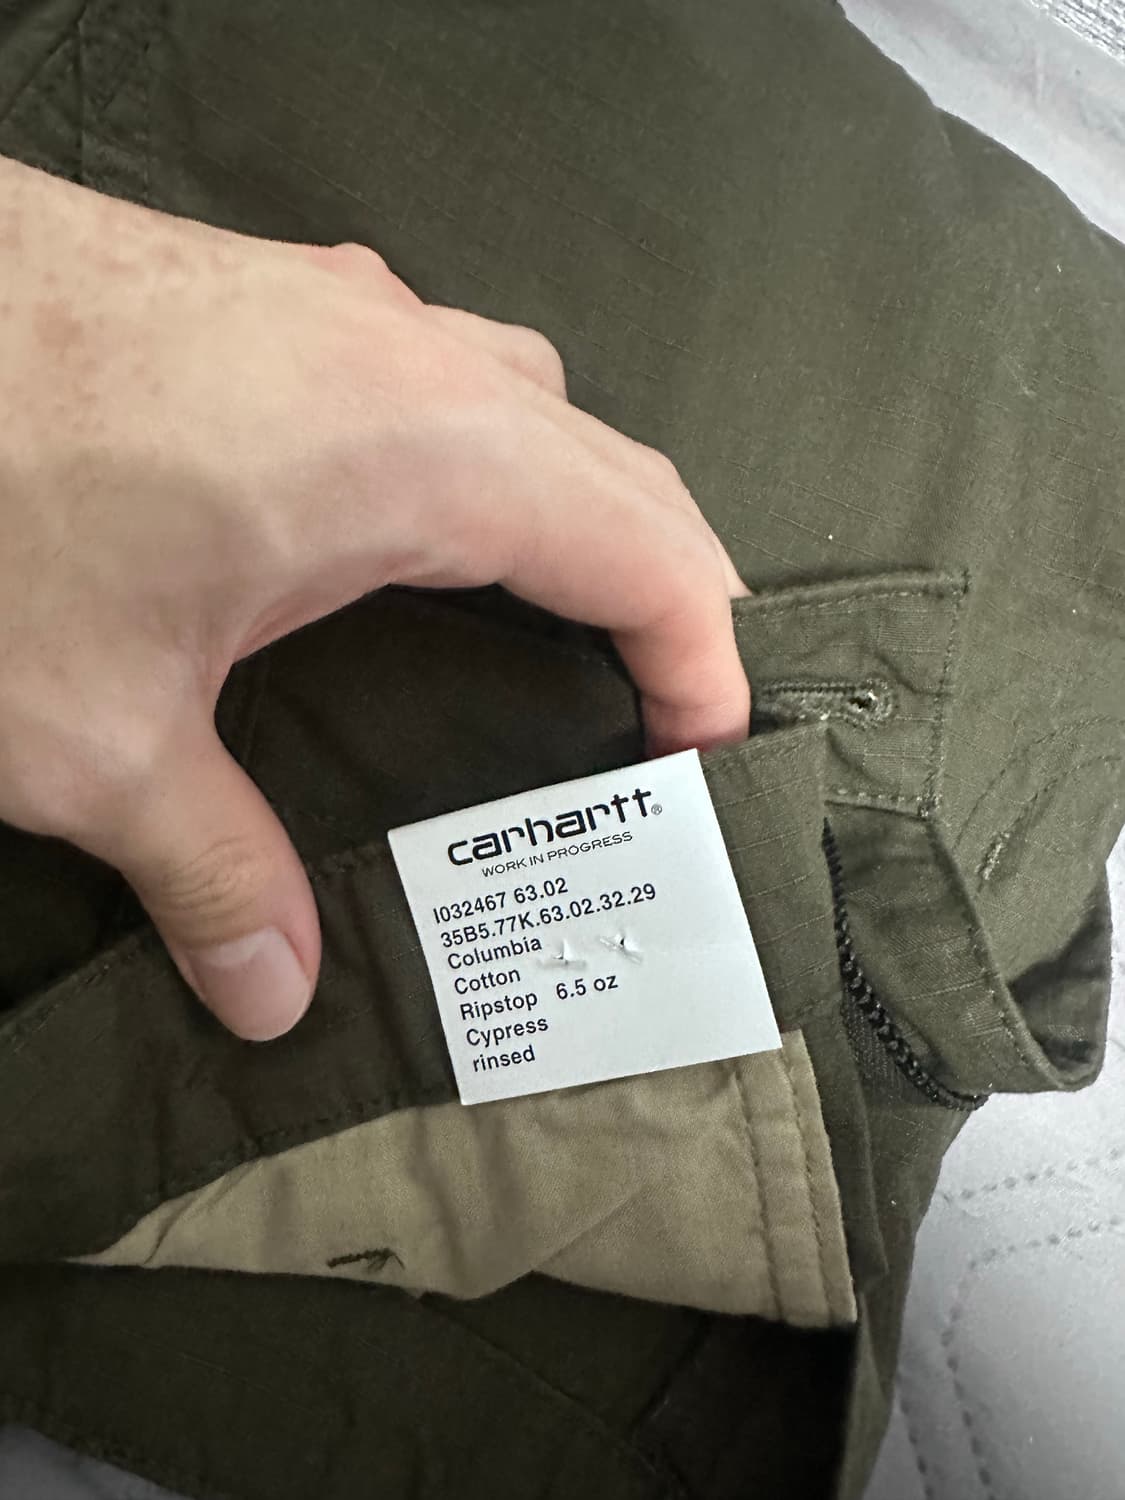 carhartt®
WORK IN PROGRESS
I032467 63.02
35B5.77K.63.02.32.29
Columbia
Cotton
Ripstop 6.5 oz
Cypress
rinsed